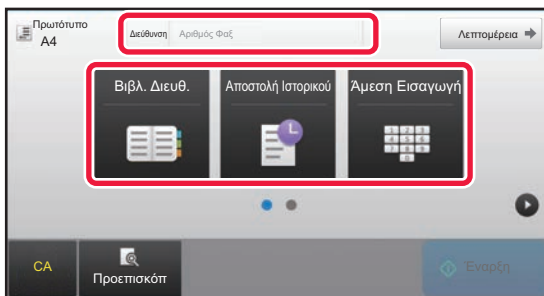 Πρωτότυπο
A4
Διεύθυνση Αριθμός Φαξ
Λεπτομέρεια
Βιβλ. Διευθ.
Αποστολή Ιστορικού
Άμεση Εισαγωγή
CA
Προεπισκόπ
Έναρξη